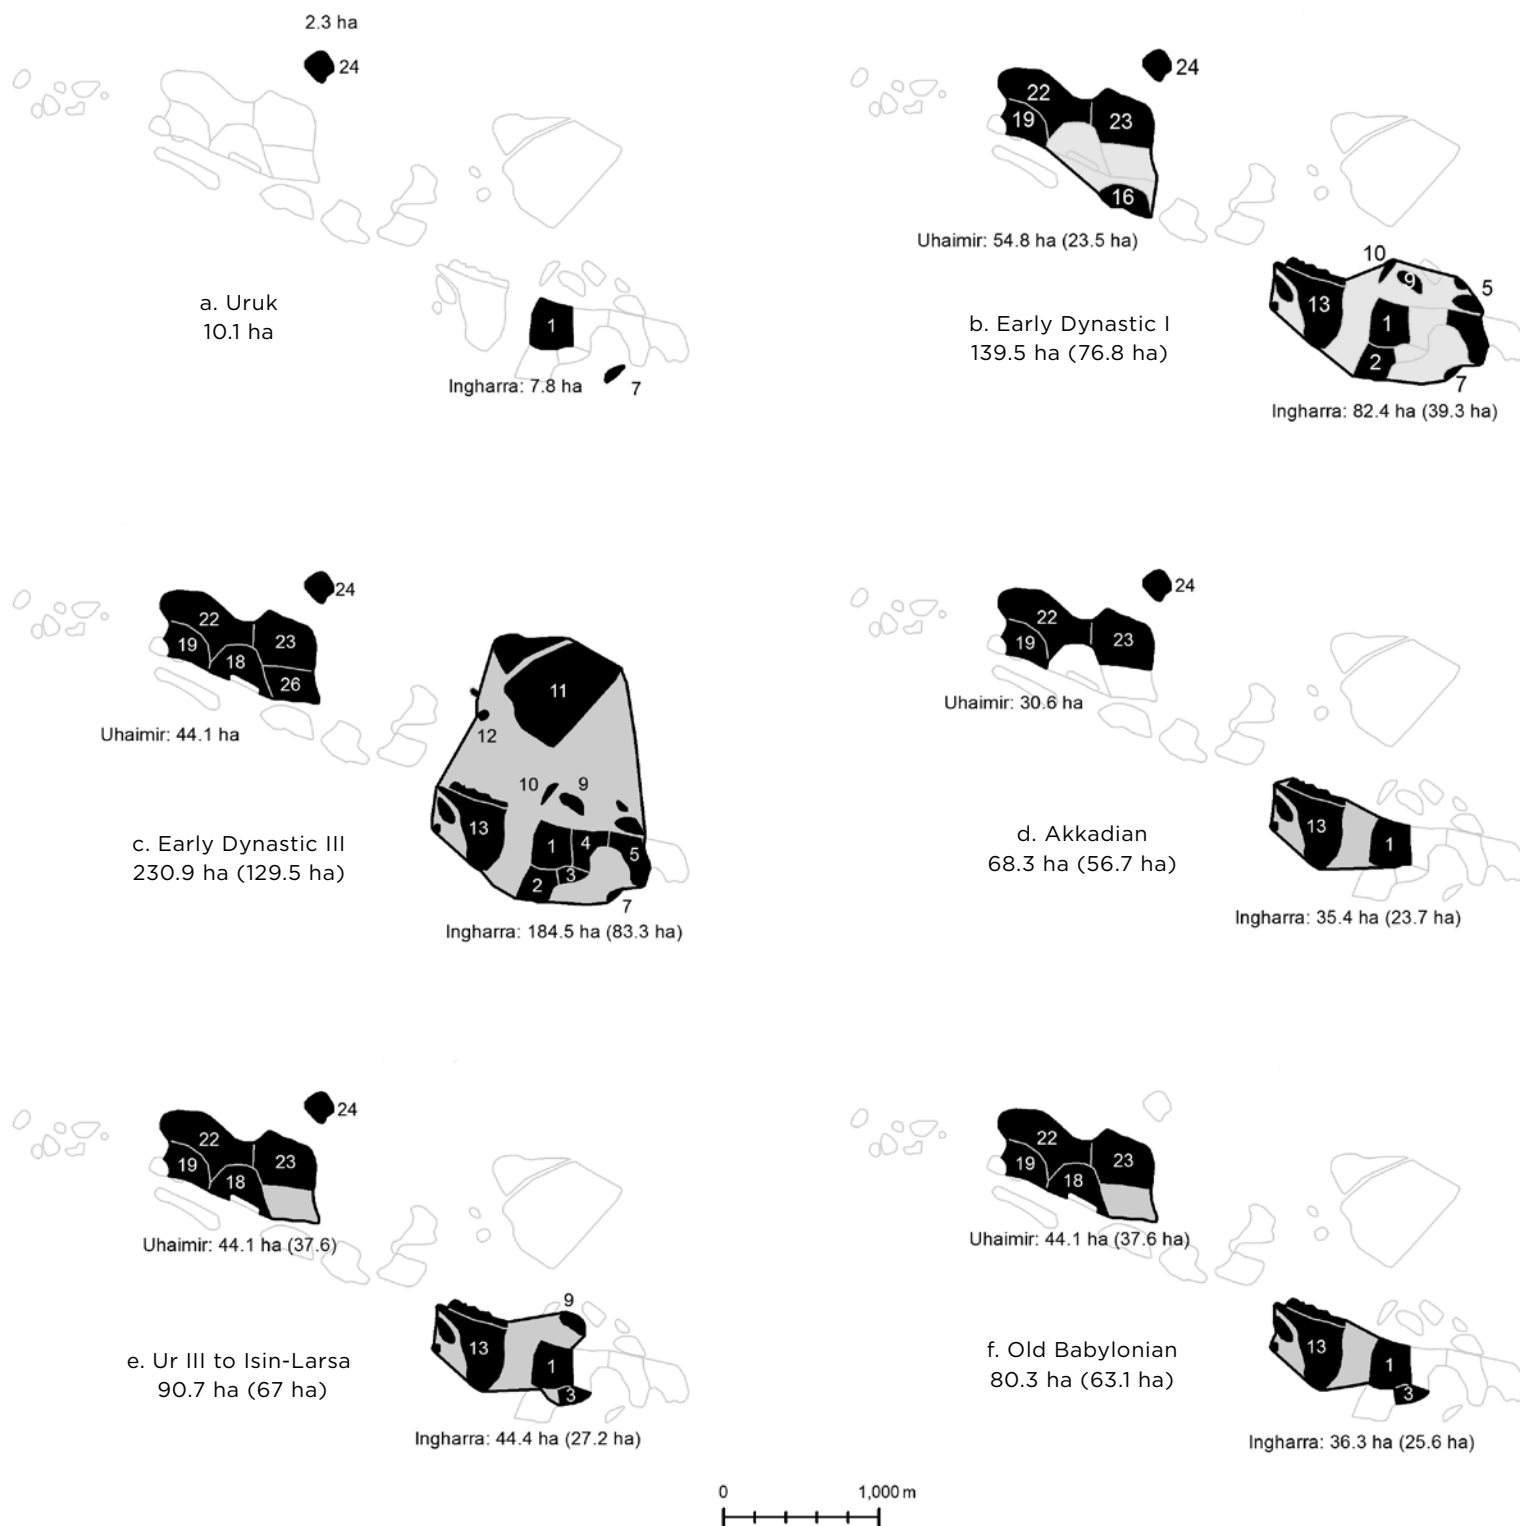 2.3 ha
24
1
7
Ingharra: 7.8 ha
a. Uruk
10.1 ha
24
22
19
23
16
Uhaimir: 54.8 ha (23.5 ha)
10
9
5
13
1
2
7
b. Early Dynastic I
139.5 ha (76.8 ha)
Ingharra: 82.4 ha (39.3 ha)
24
22
19
23
18
26
Uhaimir: 44.1 ha
11
12
10
9
13
1
4
5
2
3
7
c. Early Dynastic III
230.9 ha (129.5 ha)
Ingharra: 184.5 ha (83.3 ha)
24
22
19
23
Uhaimir: 30.6 ha
13
1
d. Akkadian
68.3 ha (56.7 ha)
Ingharra: 35.4 ha (23.7 ha)
24
22
19
23
18
Uhaimir: 44.1 ha (37.6)
9
13
1
3
e. Ur III to Isin-Larsa
90.7 ha (67 ha)
Ingharra: 44.4 ha (27.2 ha)
22
19
23
18
Uhaimir: 44.1 ha (37.6 ha)
13
1
3
f. Old Babylonian
80.3 ha (63.1 ha)
Ingharra: 36.3 ha (25.6 ha)
0 1,000 m